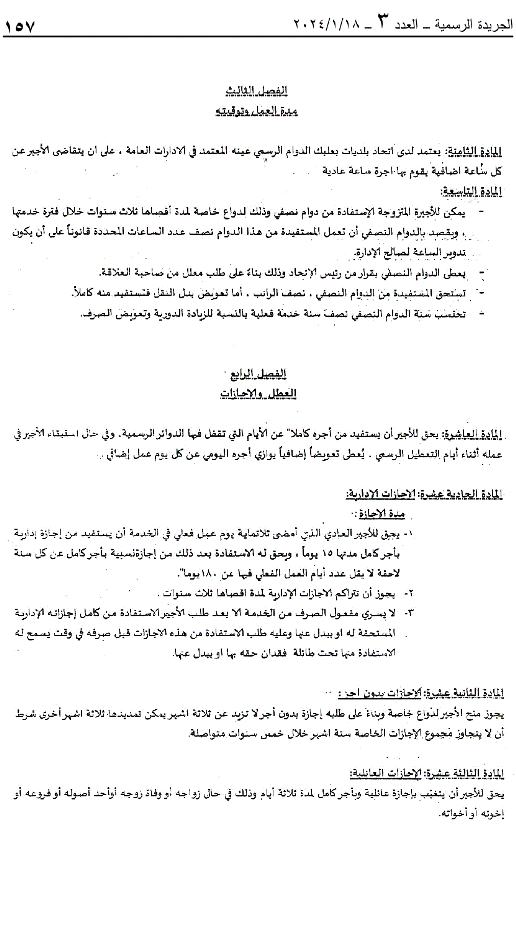 الجريدة الرسمية – العدد ٣ – ٢٠٢٤/١/١٨
١٥٧
الفصل الثالث
مدة العمل وتوقيته
المادة الثامنة: يعتمد لدى اتحاد بلديات بعلبك الدوام الرسمي عينه المعتمد في الادارات العامة ، على ان يتقاضى الأجير عن
كل ساعة اضافية يقوم بها اجرة ساعة عادية
المادة التاسعة:
- يمكن للأجيرة المتزوجة الإستفادة من دوام نصفي وذلك لدواع خاصة لمدة أقصاها ثلاث سنوات خلال فترة خدمتها
، ويقصد بالدوام النصفي أن تعمل المستفيدة من هذا الدوام نصف عدد الساعات المحددة قانوناً على أن يكون
تدوير الساعة لصالح الإدارة.
- يعطى الدوام النصفي بقرار من رئيس الإتحاد وذلك بناءً على طلب معلل من صاحبة العلاقة.
- تستحق المستفيدة من الدوام النصفي ، نصف الراتب ، أما تعويض بدل النقل فتستفيد منه كاملاً.
- تحتسب سنة الدوام النصفي نصف سنة خدمة فعلية بالنسبة للزيادة الدورية وتعويض الصرف.
الفصل الرابع
العطل والاجازات
المادة العاشرة: يحق للأجير أن يستفيد من أجره كاملا" عن الأيام التي تقفل فيها الدوائر الرسمية. وفي حال استبقاء الأجير في
عمله أثناء أيام التعطيل الرسمي ، يُعطى تعويضاً إضافياً يوازي أجره اليومي عن كل يوم عمل إضافي .
المادة الحادية عشرة: الاجازات الادارية:
مدة الاجازة:
١- يحق للأجير العادي الذي أمضى ثلاثماية يوم عمل فعلي في الخدمة أن يستفيد من إجازة إدارية
بأجر كامل مدتها ١٥ يوماً ، ويحق له الاستفادة بعد ذلك من إجازة نسبية بأجر كامل عن كل سنة
لاحقة لا يقل عدد أيام العمل الفعلي فيها عن ١٨٠ يوما".
٢- يجوز أن تتراكم الاجازات الإدارية لمدة اقصاها ثلاث سنوات .
٣- لا يسري مفعول الصرف من الخدمة الا بعد طلب الأجير الاستفادة من كامل إجازاته الإدارية
المستحقة له او يبدل عنها وعليه طلب الاستفادة من هذه الاجازات قبل صرفه في وقت يسمح له
الاستفادة منها تحت طائلة فقدان حقه بها او ببدل عنها.
المادة الثانية عشرة: الاجازات بدون اجر :
يجوز منح الأجير لدواع خاصة وبناءً على طلبه إجازة بدون أجر لا تزيد عن ثلاثة اشهر يمكن تمديدها ثلاثة اشهر أخرى شرط
أن لا يتجاوز مجموع الإجازات الخاصة ستة اشهر خلال خمس سنوات متواصلة.
المادة الثالثة عشرة: الإجازات العائلية:
يحق للأجير أن يتغيب بإجازة عائلية وبأجر كامل لمدة ثلاثة أيام وذلك في حال زواجه أو وفاة زوجه أو أحد أصوله أو فروعه أو
إخوته أو أخواته.